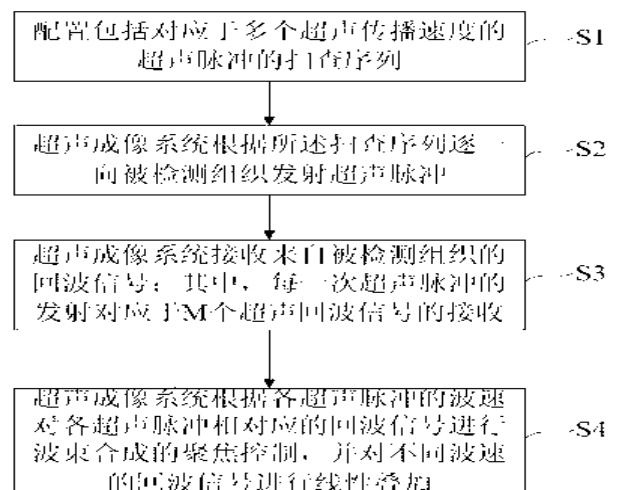 配置包括对应于多个超声传播速度的
超声脉冲的扫查序列
S1
超声成像系统根据所述扫查序列逐一
向被检测组织发射超声脉冲
S2
超声成像系统接收来自被检测组织的
回波信号；其中，每一次超声脉冲的
发射对应于M个超声回波信号的接收
S3
超声成像系统根据各超声脉冲的波速
对各超声脉冲相对应的回波信号进行
波束合成的聚焦控制，并对不同波速
的回波信号进行线性叠加
S4